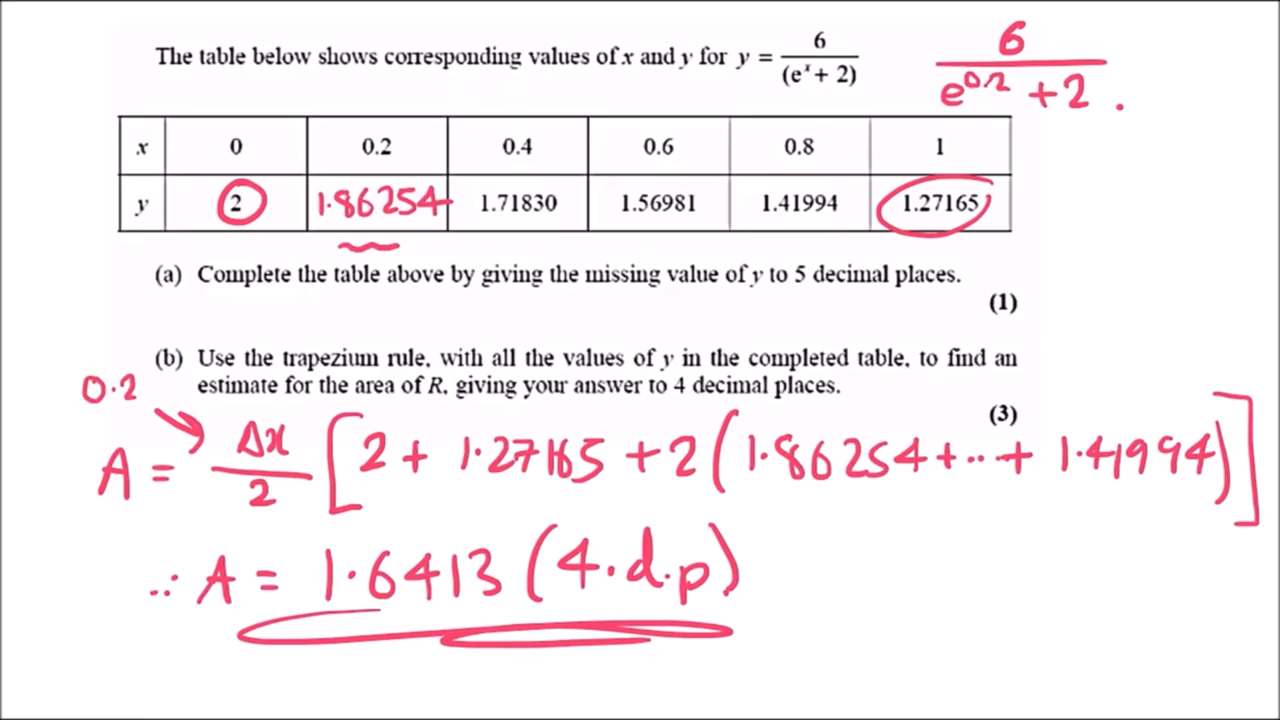 The table below shows corresponding values of x and y for y = 6/(eˣ + 2)
6/(e^0.2 + 2) .
x 0 0.2 0.4 0.6 0.8 1
y 2 1.86254 1.71830 1.56981 1.41994 1.27165
(a) Complete the table above by giving the missing value of y to 5 decimal places.
(1)
(b) Use the trapezium rule, with all the values of y in the completed table, to find an
estimate for the area of R, giving your answer to 4 decimal places.
(3)
0.2
A = Δx/2 [2 + 1.27165 + 2(1.86254 + ... + 1.41994)]
∴ A = 1.6413 (4.d.p)